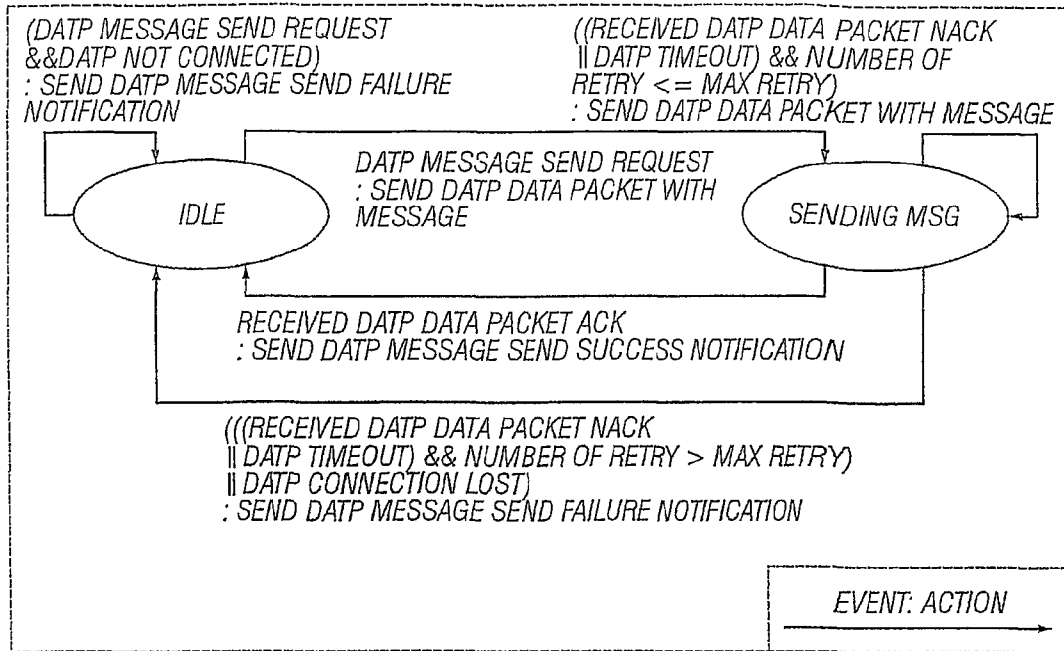 (DATP MESSAGE SEND REQUEST
&&DATP NOT CONNECTED)
: SEND DATP MESSAGE SEND FAILURE
NOTIFICATION
((RECEIVED DATP DATA PACKET NACK
|| DATP TIMEOUT) && NUMBER OF
RETRY <= MAX RETRY)
: SEND DATP DATA PACKET WITH MESSAGE
IDLE
DATP MESSAGE SEND REQUEST
: SEND DATP DATA PACKET WITH
MESSAGE
SENDING MSG
RECEIVED DATP DATA PACKET ACK
: SEND DATP MESSAGE SEND SUCCESS NOTIFICATION
(((RECEIVED DATP DATA PACKET NACK
|| DATP TIMEOUT) && NUMBER OF RETRY > MAX RETRY)
|| DATP CONNECTION LOST)
: SEND DATP MESSAGE SEND FAILURE NOTIFICATION
EVENT: ACTION